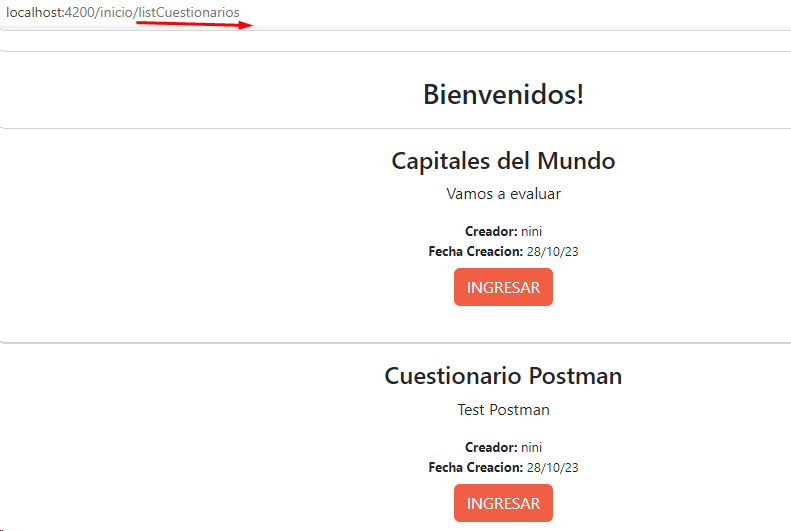 localhost:4200/inicio/listCuestionarios
Bienvenidos!
Capitales del Mundo
Vamos a evaluar
Creador: nini
Fecha Creacion: 28/10/23
INGRESAR
Cuestionario Postman
Test Postman
Creador: nini
Fecha Creacion: 28/10/23
INGRESAR